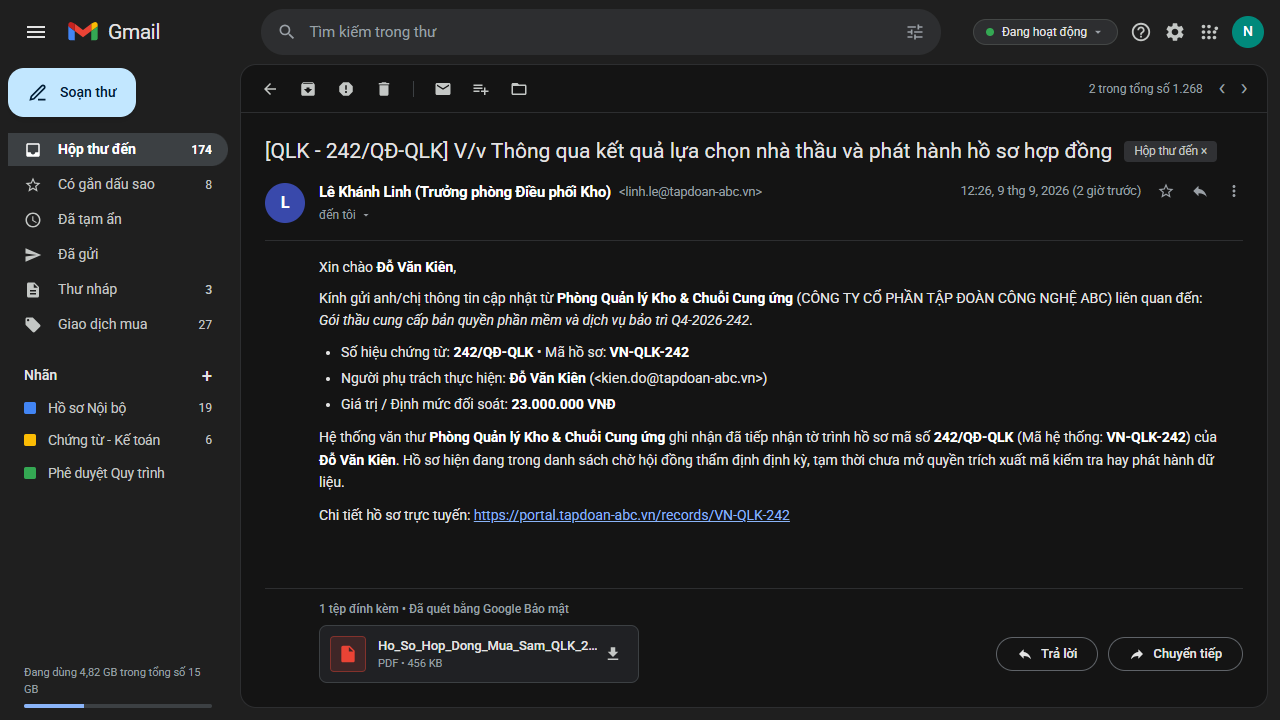 Gmail
Tìm kiếm trong thư
Đang hoạt động
N
Soạn thư
Hộp thư đến 174
Có gắn dấu sao 8
Đã tạm ẩn
Đã gửi
Thư nháp 3
Giao dịch mua 27
Nhãn +
Hồ sơ Nội bộ 19
Chứng từ - Kế toán 6
Phê duyệt Quy trình
Đang dùng 4,82 GB trong tổng số 15
GB
2 trong tổng số 1.268
[QLK - 242/QĐ-QLK] V/v Thông qua kết quả lựa chọn nhà thầu và phát hành hồ sơ hợp đồng Hộp thư đến ×
L
Lê Khánh Linh (Trưởng phòng Điều phối Kho) <linh.le@tapdoan-abc.vn> 12:26, 9 thg 9, 2026 (2 giờ trước)
đến tôi
Xin chào Đỗ Văn Kiên,
Kính gửi anh/chị thông tin cập nhật từ Phòng Quản lý Kho & Chuỗi Cung ứng (CÔNG TY CỔ PHẦN TẬP ĐOÀN CÔNG NGHỆ ABC) liên quan đến:
Gói thầu cung cấp bản quyền phần mềm và dịch vụ bảo trì Q4-2026-242.
• Số hiệu chứng từ: 242/QĐ-QLK • Mã hồ sơ: VN-QLK-242
• Người phụ trách thực hiện: Đỗ Văn Kiên (<kien.do@tapdoan-abc.vn>)
• Giá trị / Định mức đối soát: 23.000.000 VNĐ
Hệ thống văn thư Phòng Quản lý Kho & Chuỗi Cung ứng ghi nhận đã tiếp nhận tờ trình hồ sơ mã số 242/QĐ-QLK (Mã hệ thống: VN-QLK-242) của
Đỗ Văn Kiên. Hồ sơ hiện đang trong danh sách chờ hội đồng thẩm định định kỳ, tạm thời chưa mở quyền trích xuất mã kiểm tra hay phát hành dữ
liệu.
Chi tiết hồ sơ trực tuyến: https://portal.tapdoan-abc.vn/records/VN-QLK-242
1 tệp đính kèm • Đã quét bằng Google Bảo mật
Ho_So_Hop_Dong_Mua_Sam_QLK_2...
PDF • 456 KB
Trả lời
Chuyển tiếp